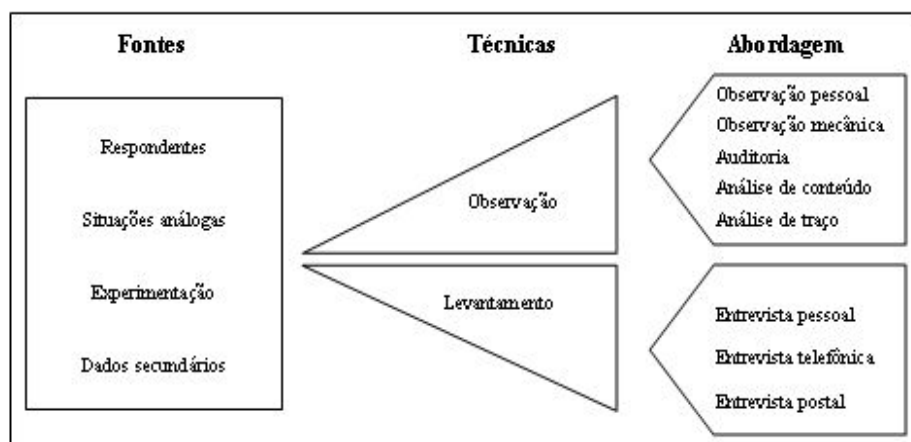 Fontes
Técnicas
Abordagem
Respondentes
Situações análogas
Experimentação
Dados secundários
Observação
Levantamento
Observação pessoal
Observação mecânica
Auditoria
Análise de conteúdo
Análise de traço
Entrevista pessoal
Entrevista telefônica
Entrevista postal